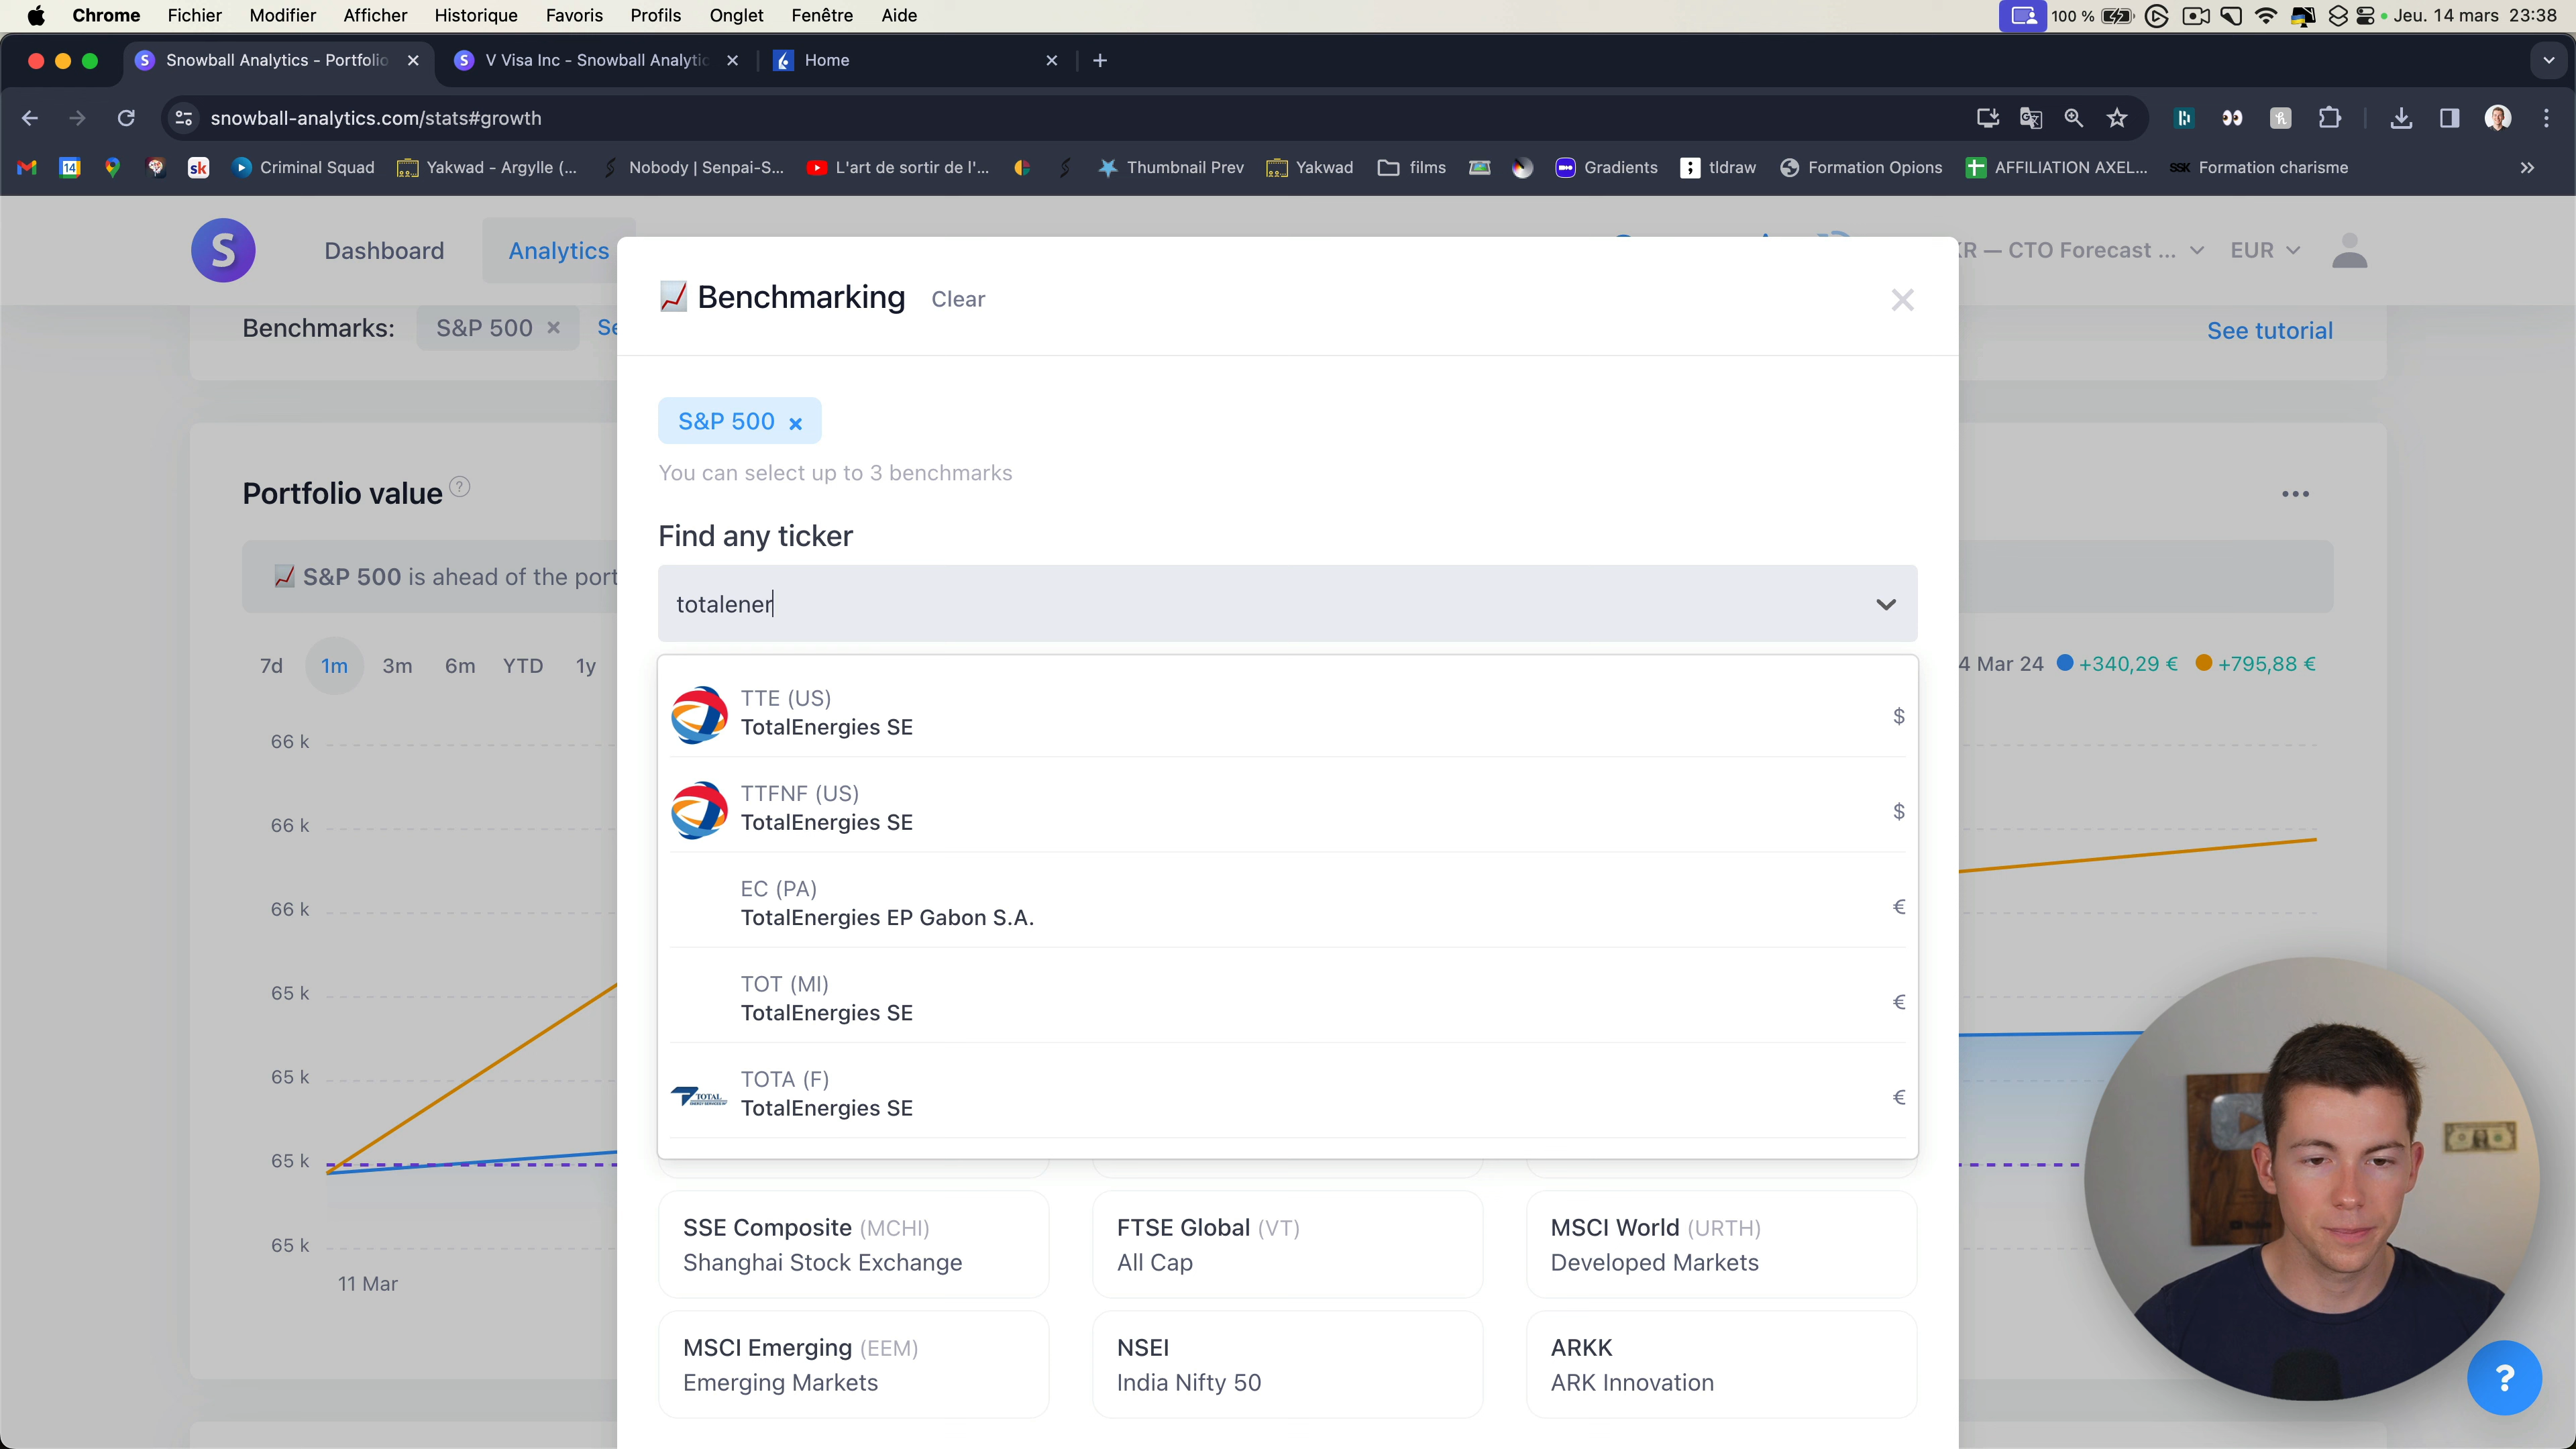 Chrome Fichier Modifier Afficher Historique Favoris Profils Onglet Fenêtre Aide 100 % Jeu. 14 mars 23:38
Snowball Analytics - Portfolio V Visa Inc - Snowball Analytic Home
snowball-analytics.com/stats#growth
14 sk Criminal Squad Yakwad - Argylle (... Nobody | Senpai-S... L'art de sortir de l'... Thumbnail Prev Yakwad films Gradients tldraw Formation Opions AFFILIATION AXEL... SSK Formation charisme
S Dashboard Analytics KR — CTO Forecast ... EUR
Benchmarking Clear
Benchmarks: S&P 500 × Se
See tutorial
S&P 500 ×
You can select up to 3 benchmarks
Portfolio value ?
Find any ticker
S&P 500 is ahead of the port
totalener
7d 1m 3m 6m YTD 1y
4 Mar 24 +340,29 € +795,88 €
TTE (US)
TotalEnergies SE $
TTFNF (US)
TotalEnergies SE $
EC (PA)
TotalEnergies EP Gabon S.A. €
TOT (MI)
TotalEnergies SE €
TOTA (F)
TotalEnergies SE €
TOTAL
66 k
66 k
66 k
65 k
65 k
65 k
65 k
11 Mar
SSE Composite (MCHI)
Shanghai Stock Exchange
FTSE Global (VT)
All Cap
MSCI World (URTH)
Developed Markets
MSCI Emerging (EEM)
Emerging Markets
NSEI
India Nifty 50
ARKK
ARK Innovation
?